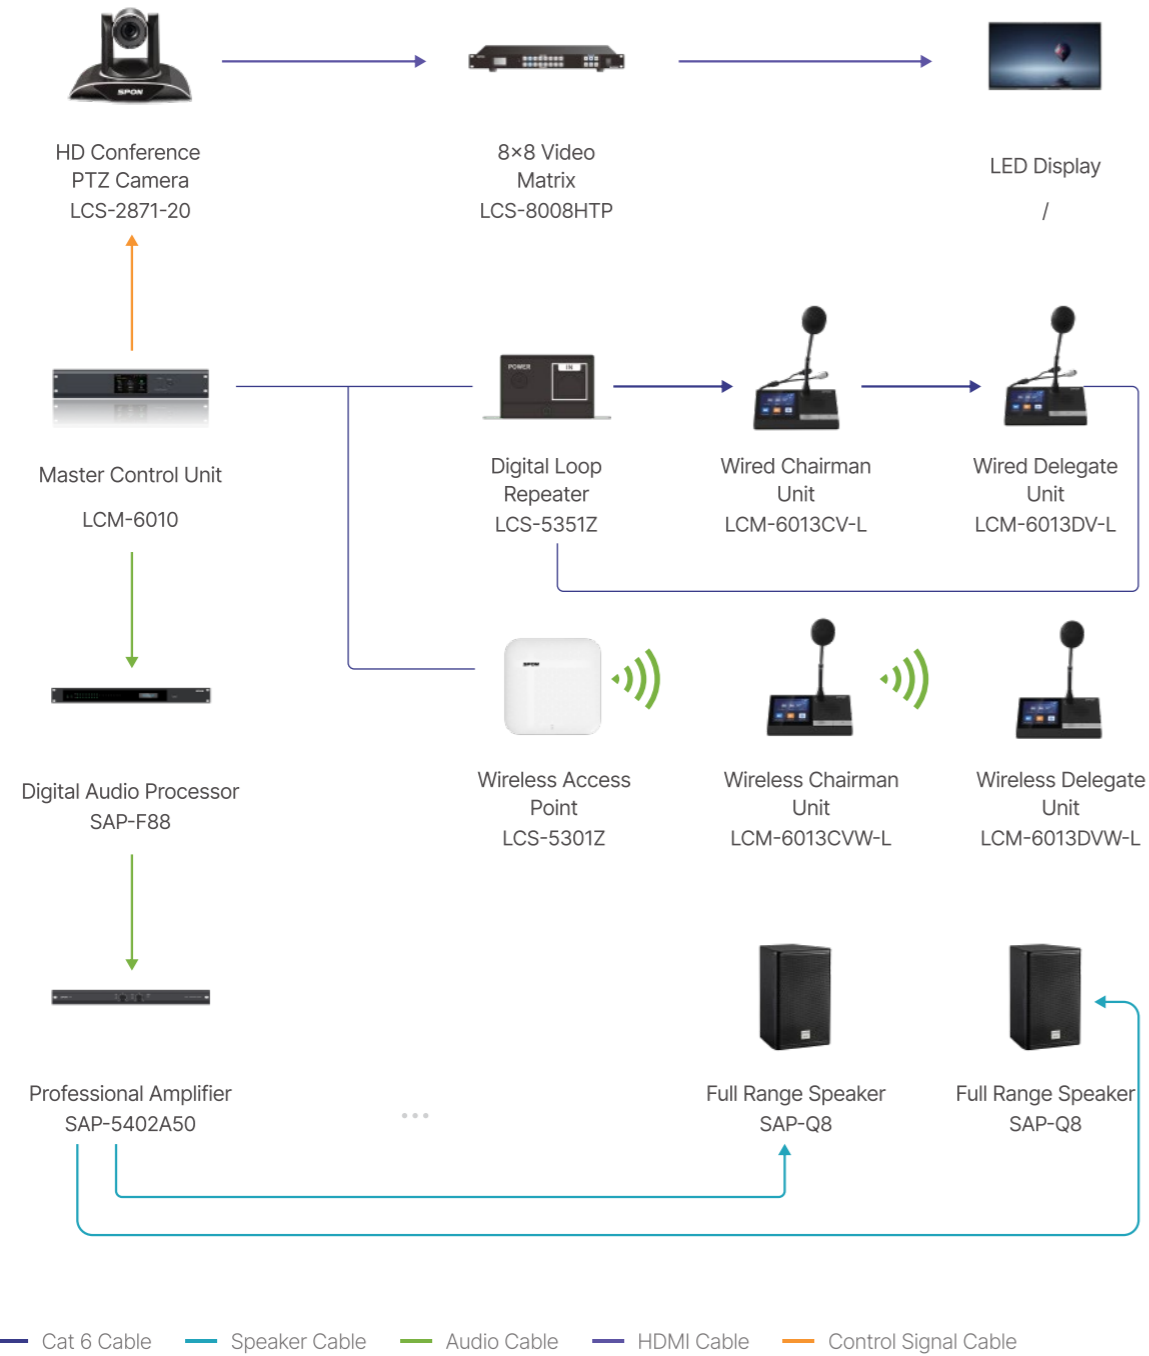 SPON
HD Conference
PTZ Camera
LCS-2871-20
8×8 Video
Matrix
LCS-8008HTP
LED Display
/
Master Control Unit
LCM-6010
POWER
IN
Digital Loop
Repeater
LCS-5351Z
Wired Chairman
Unit
LCM-6013CV-L
Wired Delegate
Unit
LCM-6013DV-L
Digital Audio Processor
SAP-F88
SPON
Wireless Access
Point
LCS-5301Z
Wireless Chairman
Unit
LCM-6013CVW-L
Wireless Delegate
Unit
LCM-6013DVW-L
Professional Amplifier
SAP-5402A50
...
Full Range Speaker
SAP-Q8
Full Range Speaker
SAP-Q8
Cat 6 Cable
Speaker Cable
Audio Cable
HDMI Cable
Control Signal Cable